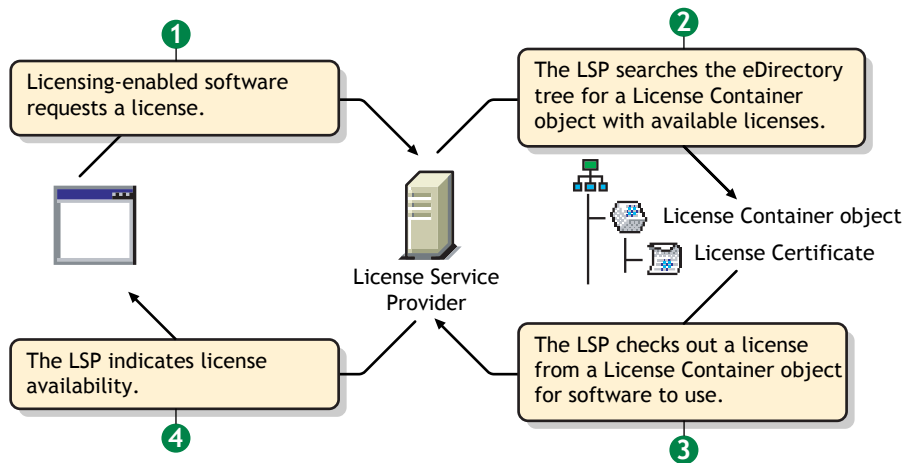 1
Licensing-enabled software
requests a license.
2
The LSP searches the eDirectory
tree for a License Container
object with available licenses.
License Container object
License Certificate
License Service
Provider
The LSP checks out a license
from a License Container object
for software to use.
3
The LSP indicates license
availability.
4